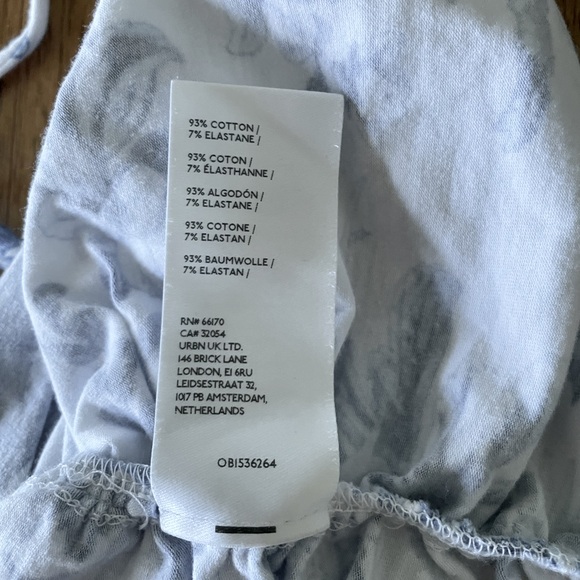 93% COTTON /
7% ELASTANE /
93% COTON /
7% ÉLASTHANNE /
93% ALGODÓN /
7% ELASTANE /
93% COTONE /
7% ELASTAN /
93% BAUMWOLLE /
7% ELASTAN /
RN# 66170
CA# 32054
URBN UK LTD.
146 BRICK LANE
LONDON, E1 6RU
LEIDSESTRAAT 32,
1017 PB AMSTERDAM,
NETHERLANDS
OB1536264